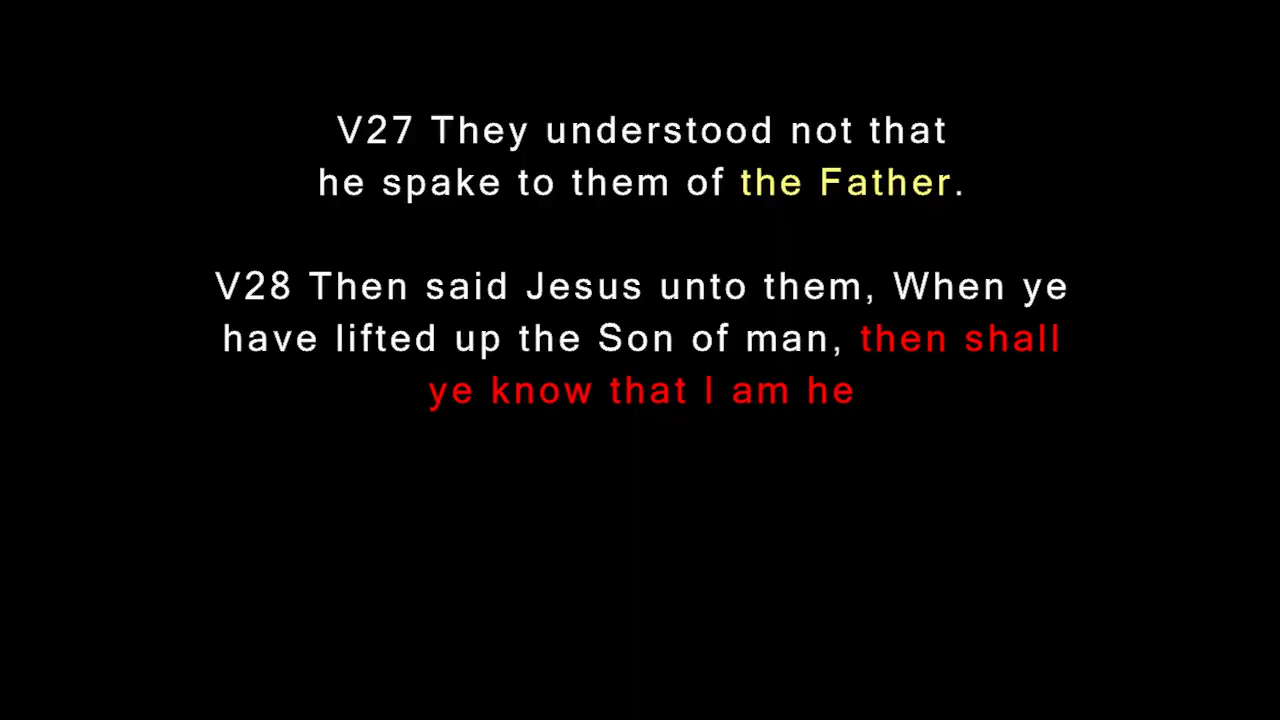 V27 They understood not that
he spake to them of the Father.
V28 Then said Jesus unto them, When ye
have lifted up the Son of man, then shall
ye know that I am he